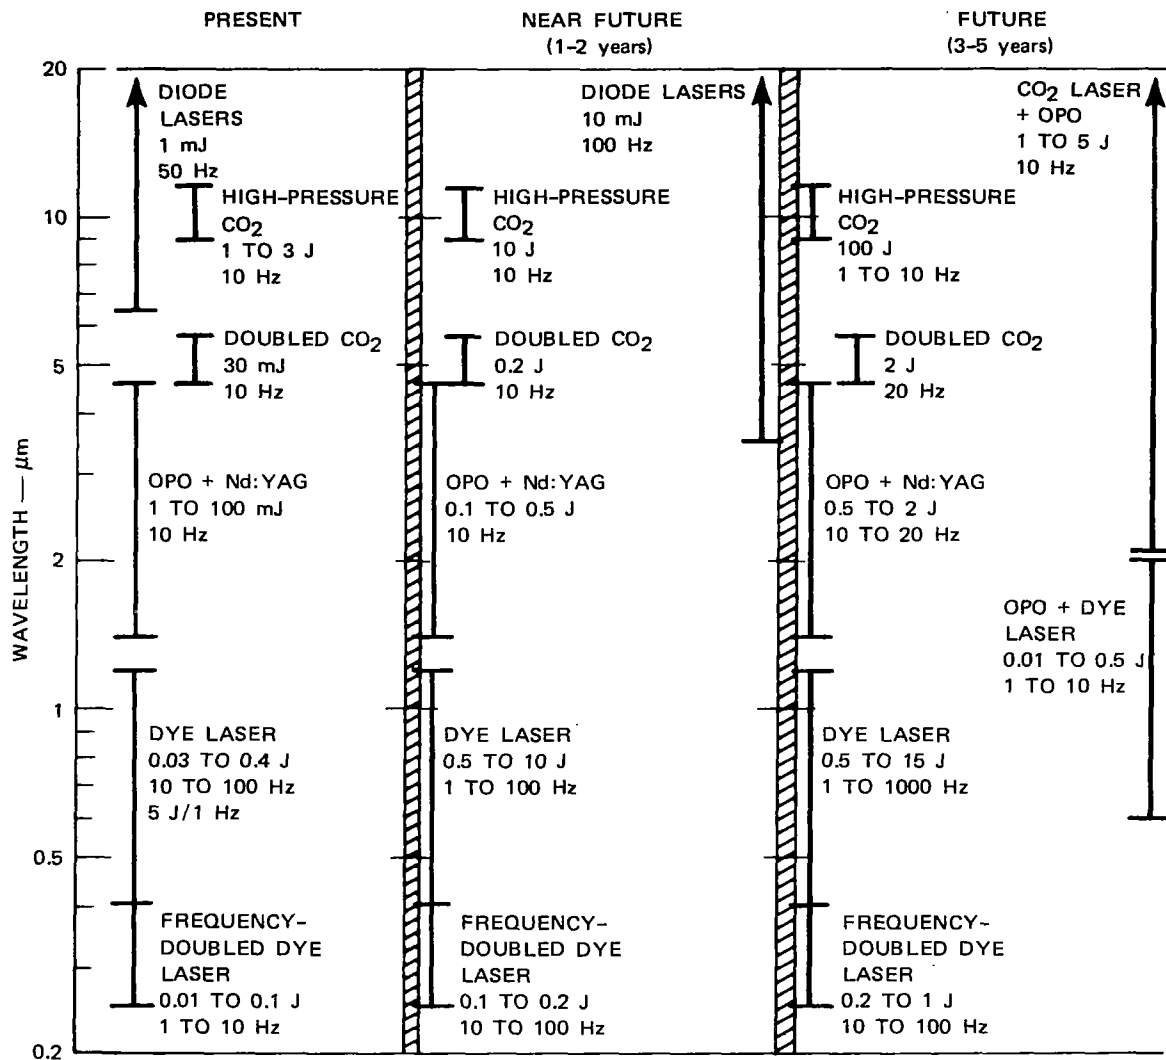 PRESENT
NEAR FUTURE
(1-2 years)
FUTURE
(3-5 years)
WAVELENGTH — μm
20
10
5
2
1
0.5
0.2
DIODE
LASERS
1 mJ
50 Hz
HIGH-PRESSURE
CO₂
1 TO 3 J
10 Hz
DOUBLED CO₂
30 mJ
10 Hz
OPO + Nd:YAG
1 TO 100 mJ
10 Hz
DYE LASER
0.03 TO 0.4 J
10 TO 100 Hz
5 J/1 Hz
FREQUENCY-
DOUBLED DYE
LASER
0.01 TO 0.1 J
1 TO 10 Hz
DIODE LASERS
10 mJ
100 Hz
HIGH-PRESSURE
CO₂
10 J
10 Hz
DOUBLED CO₂
0.2 J
10 Hz
OPO + Nd:YAG
0.1 TO 0.5 J
10 Hz
DYE LASER
0.5 TO 10 J
1 TO 100 Hz
FREQUENCY-
DOUBLED DYE
LASER
0.1 TO 0.2 J
10 TO 100 Hz
CO₂ LASER
+ OPO
1 TO 5 J
10 Hz
HIGH-PRESSURE
CO₂
100 J
1 TO 10 Hz
DOUBLED CO₂
2 J
20 Hz
OPO + Nd:YAG
0.5 TO 2 J
10 TO 20 Hz
OPO + DYE
LASER
0.01 TO 0.5 J
1 TO 10 Hz
DYE LASER
0.5 TO 15 J
1 TO 1000 Hz
FREQUENCY-
DOUBLED DYE
LASER
0.2 TO 1 J
10 TO 100 Hz